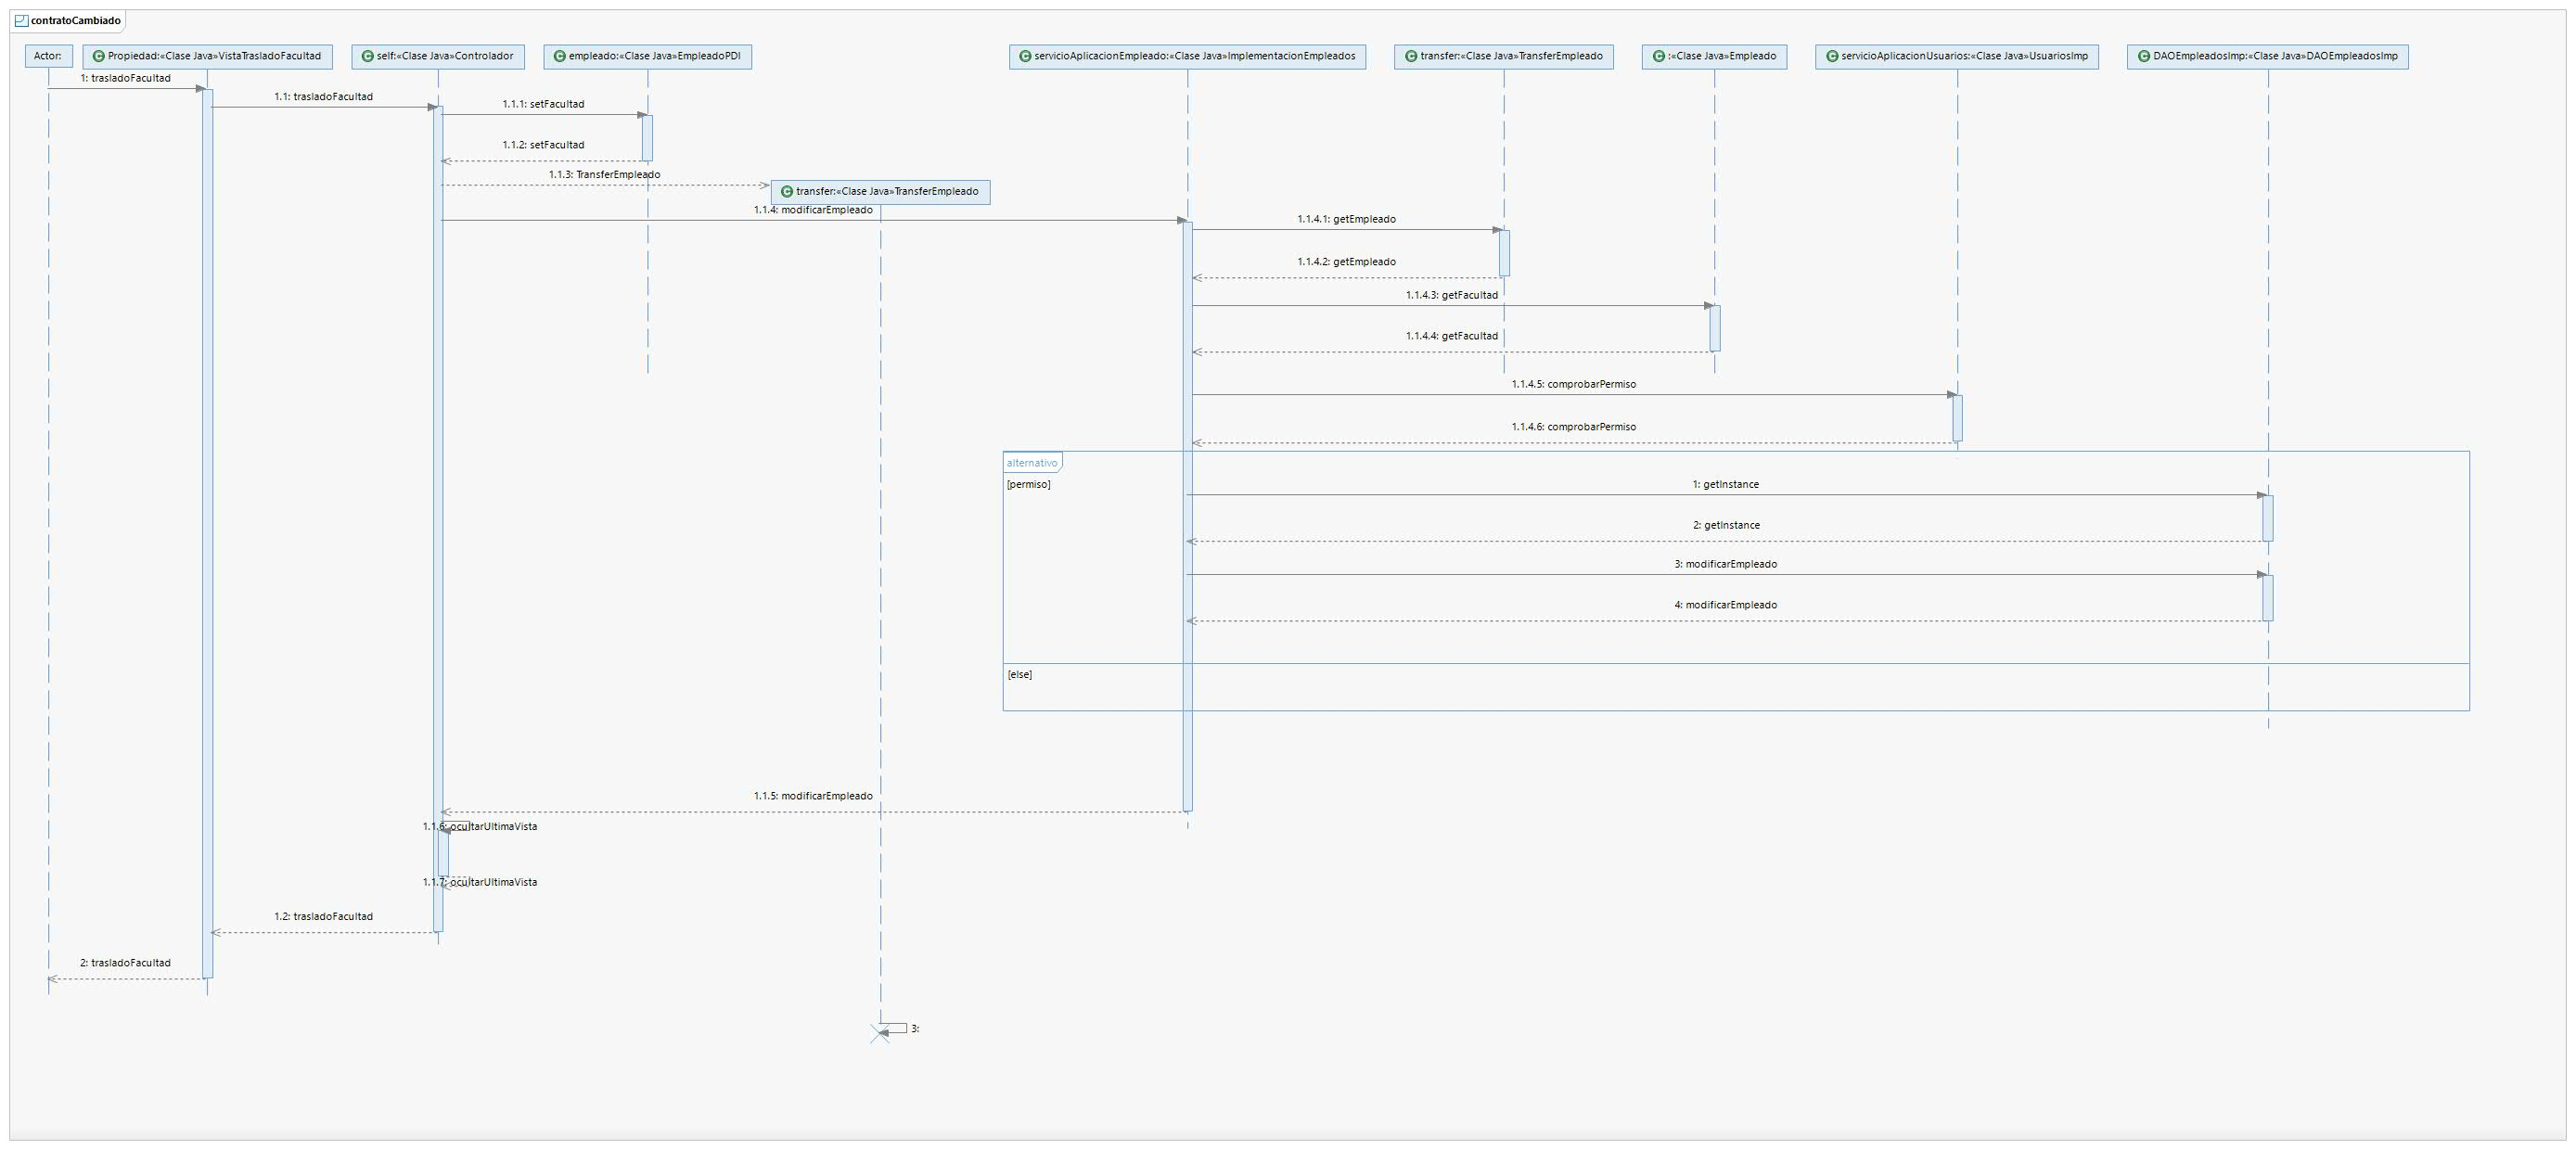 contratoCambiado
Actor:
Propiedad:«Clase Java»VistaTrasladoFacultad
self:«Clase Java»Controlador
empleado:«Clase Java»EmpleadoPDI
servicioAplicacionEmpleado:«Clase Java»ImplementacionEmpleados
transfer:«Clase Java»TransferEmpleado
:«Clase Java»Empleado
servicioAplicacionUsuarios:«Clase Java»UsuariosImp
DAOEmpleadosImp:«Clase Java»DAOEmpleadosImp
1: trasladoFacultad
1.1: trasladoFacultad
1.1.1: setFacultad
1.1.2: setFacultad
1.1.3: TransferEmpleado
transfer:«Clase Java»TransferEmpleado
1.1.4: modificarEmpleado
1.1.4.1: getEmpleado
1.1.4.2: getEmpleado
1.1.4.3: getFacultad
1.1.4.4: getFacultad
1.1.4.5: comprobarPermiso
1.1.4.6: comprobarPermiso
alternativo
[permiso]
1: getInstance
2: getInstance
3: modificarEmpleado
4: modificarEmpleado
[else]
1.1.5: modificarEmpleado
1.1.6: ocultarUltimaVista
1.1.7: ocultarUltimaVista
1.2: trasladoFacultad
2: trasladoFacultad
3: